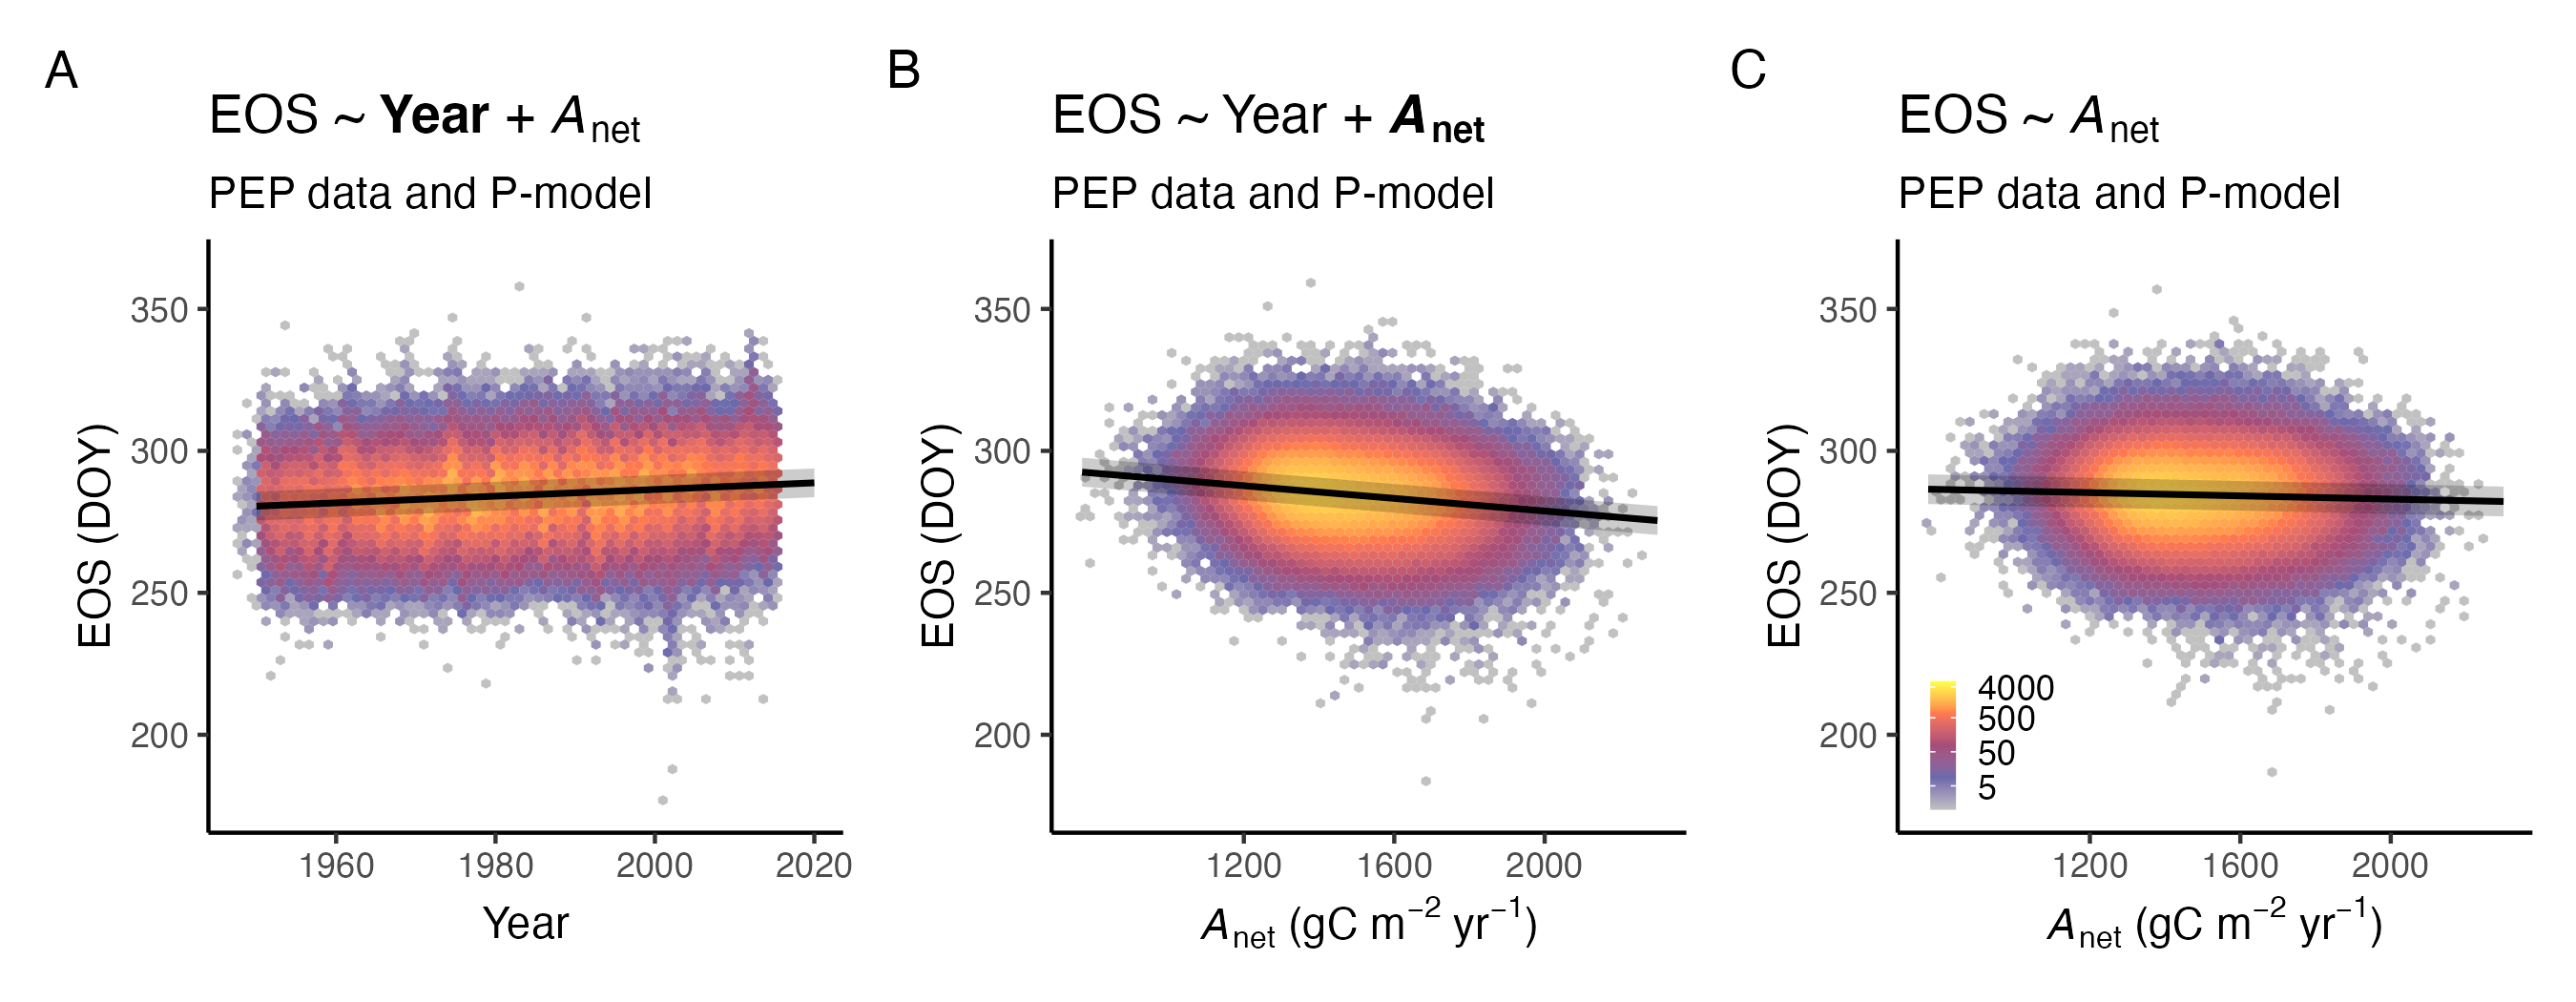 A
EOS ~ Year + Anet
PEP data and P-model
350
300
250
200
EOS (DOY)
1960 1980 2000 2020
Year
B
EOS ~ Year + Anet
PEP data and P-model
350
300
250
200
EOS (DOY)
1200 1600 2000
Anet (gC m−2 yr−1)
C
EOS ~ Anet
PEP data and P-model
350
300
250
200
EOS (DOY)
4000
500
50
5
1200 1600 2000
Anet (gC m−2 yr−1)